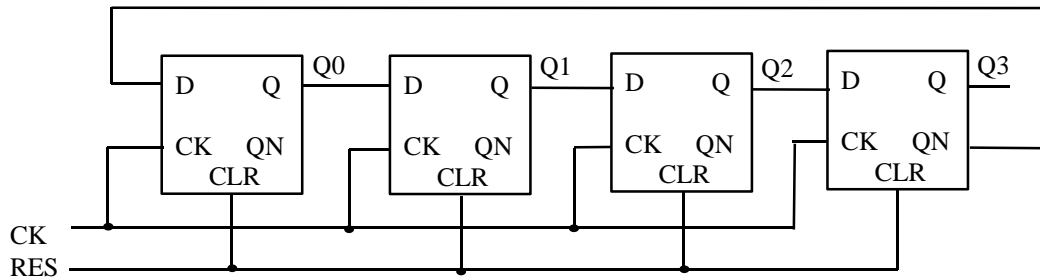 Q0 Q1 Q2 Q3
D Q D Q D Q D Q
CK QN CK QN CK QN CK QN
CLR CLR CLR CLR
CK
RES